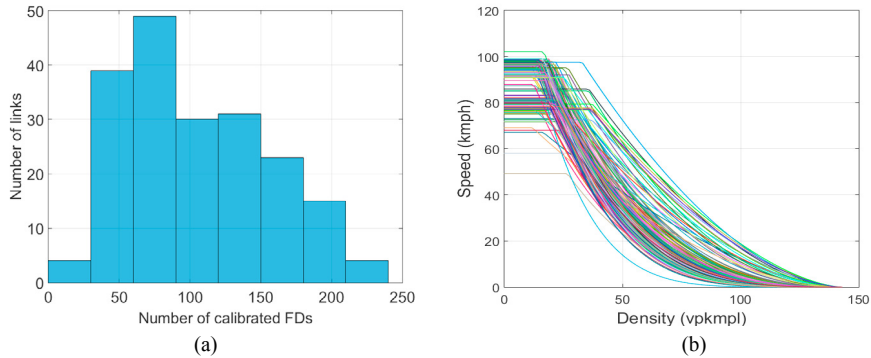 50
40
30
20
10
0
Number of links
0 50 100 150 200 250
Number of calibrated FDs
(a)
120
100
80
60
40
20
0
Speed (kmph)
0 50 100 150
Density (vpkmpl)
(b)